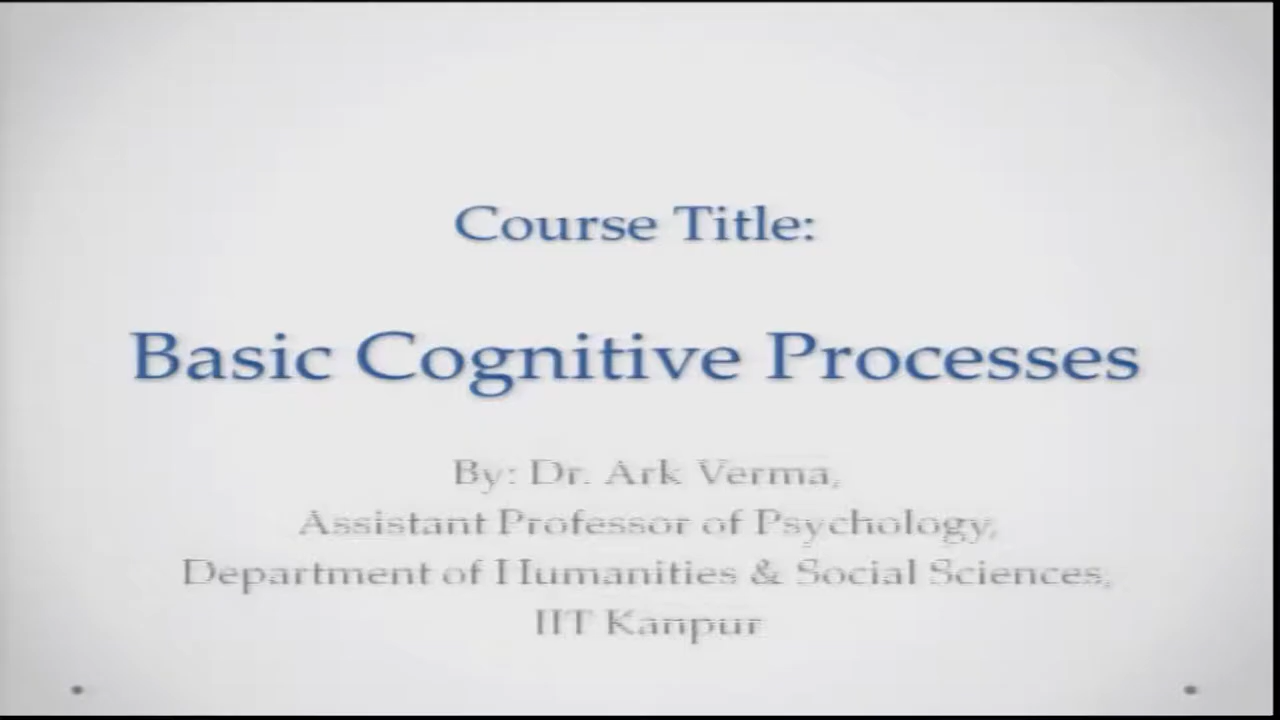 Course Title:
Basic Cognitive Processes
By: Dr. Ark Verma,
Assistant Professor of Psychology,
Department of Humanities & Social Sciences,
IIT Kanpur